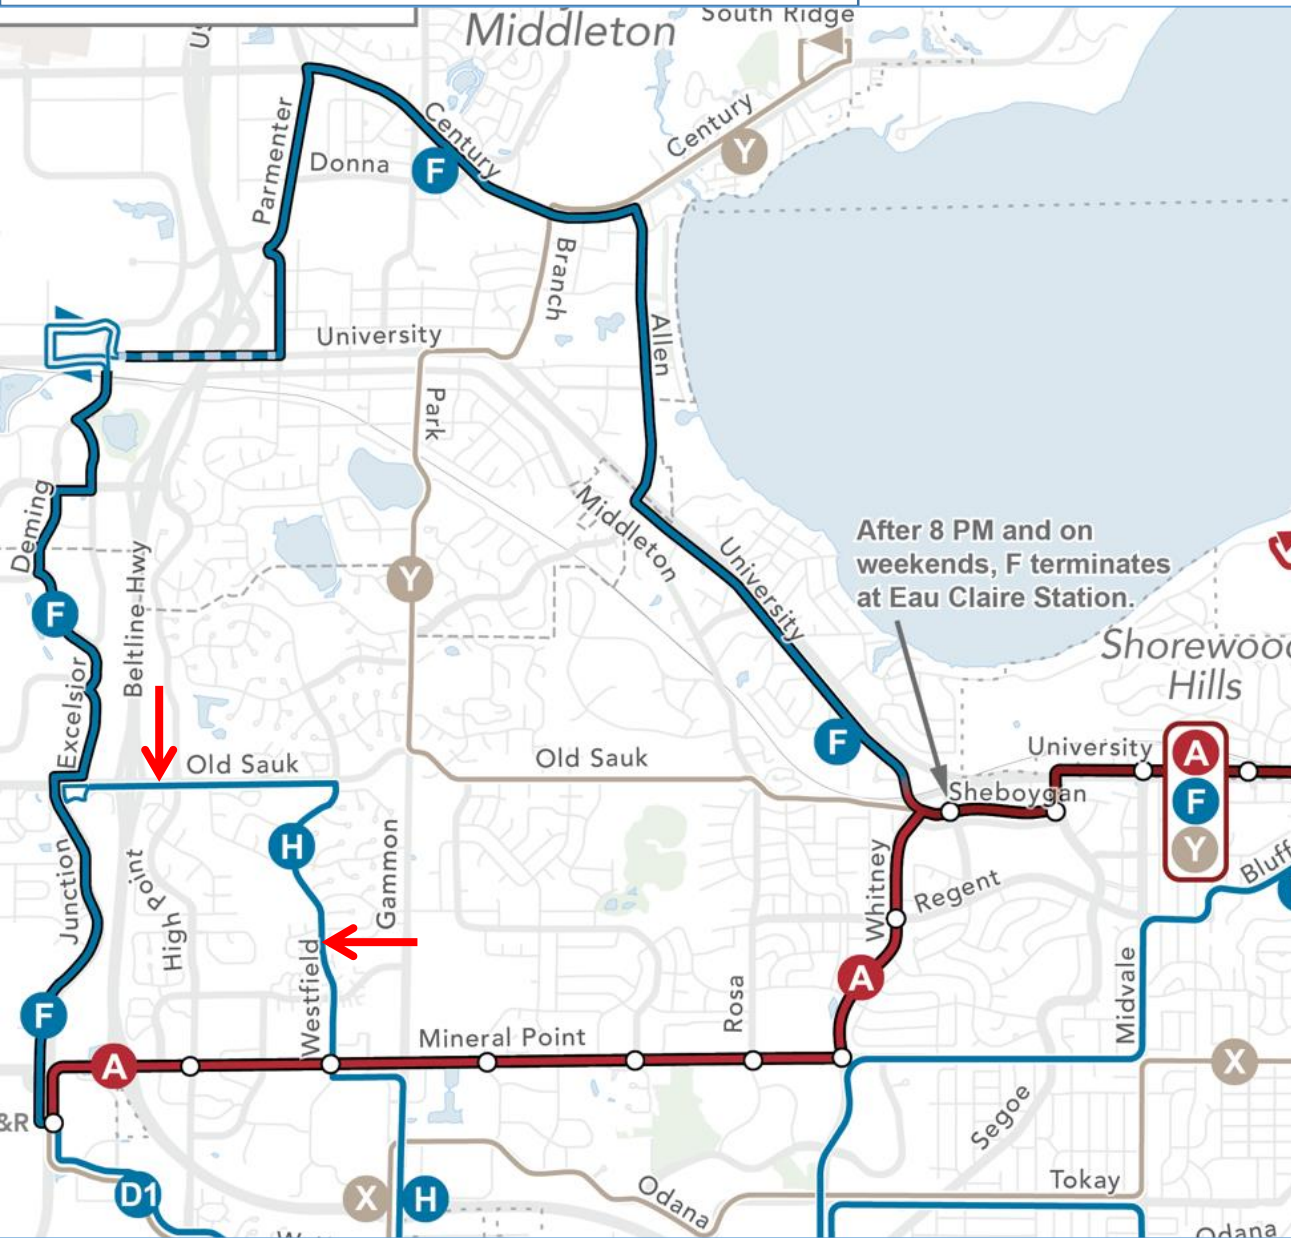 Middleton
South Ridge
US
Parmenter
Donna
Century
F
Century
Y
Branch
University
Allen
Park
Deming
Middleton
University
After 8 PM and on
weekends, F terminates
at Eau Claire Station.
Y
Beltline Hwy
F
Shorewood
Hills
Excelsior
F
University
A
F
Y
Old Sauk
Old Sauk
Sheboygan
H
Junction
High Point
Gammon
Whitney
Regent
Bluff
Westfield
A
Rosa
Midvale
F
A
Mineral Point
X
&R
Segoe
D1
X
H
Odana
Tokay
Odana